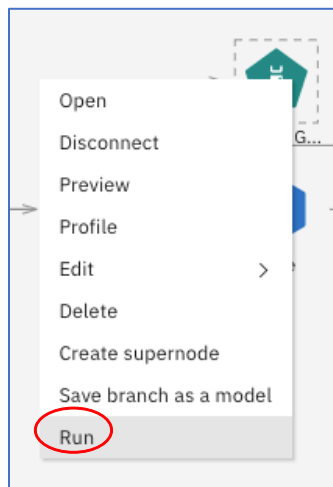 G...
Open
Disconnect
Preview
Profile
Edit
Delete
Create supernode
Save branch as a model
Run